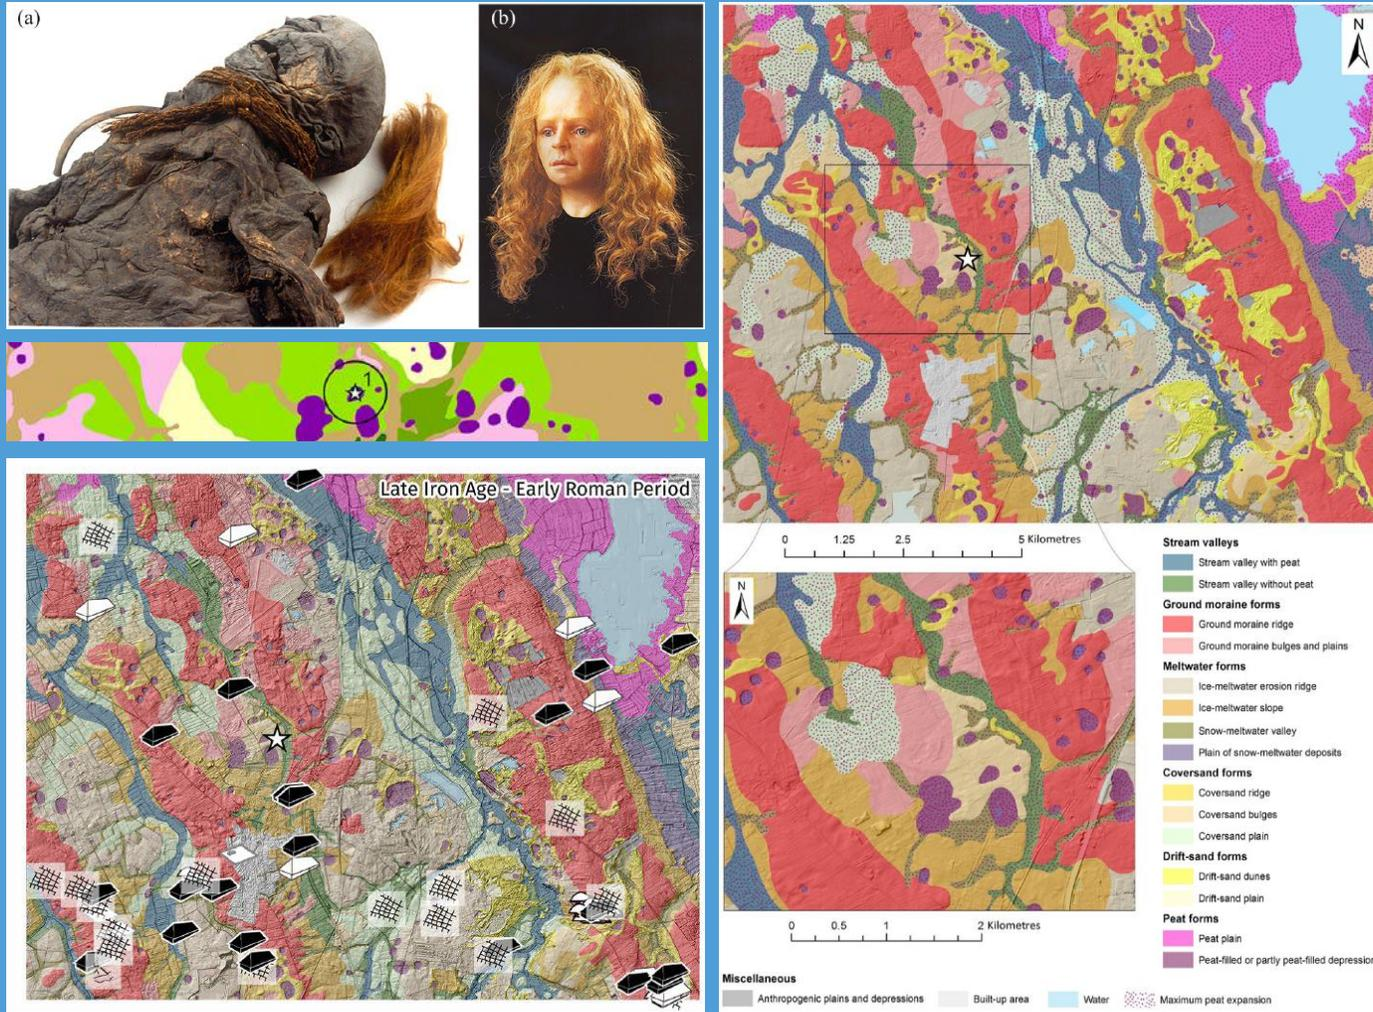 (a)
(b)
1
Late Iron Age - Early Roman Period
N
0 1.25 2.5 5 Kilometres
N
0 0.5 1 2 Kilometres
Stream valleys
Stream valley with peat
Stream valley without peat
Ground moraine forms
Ground moraine ridge
Ground moraine bulges and plains
Meltwater forms
Ice-meltwater erosion ridge
Ice-meltwater slope
Snow-meltwater valley
Plain of snow-meltwater deposits
Coversand forms
Coversand ridge
Coversand bulges
Coversand plain
Drift-sand forms
Drift-sand dunes
Drift-sand plain
Peat forms
Peat plain
Peat-filled or partly peat-filled depression
Miscellaneous
Anthropogenic plains and depressions Built-up area Water Maximum peat expansion